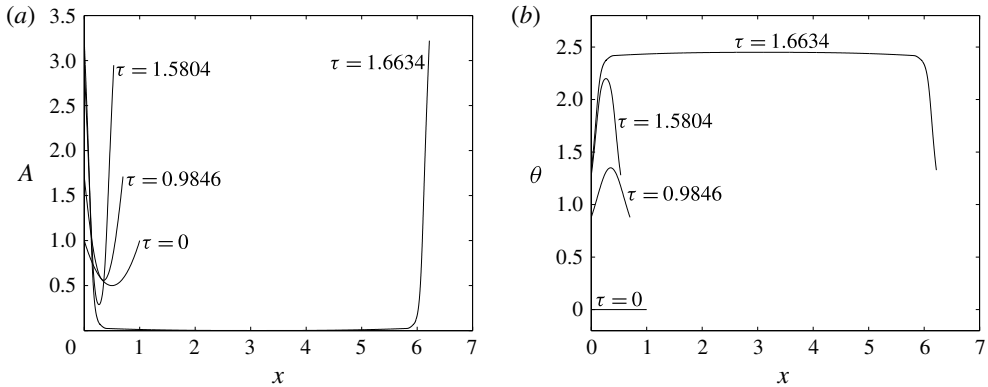 (a)
3.5
3.0
2.5
2.0
1.5
1.0
0.5
A
τ = 1.5804
τ = 1.6634
τ = 0.9846
τ = 0
0 1 2 3 4 5 6 7
x
(b)
2.5
2.0
1.5
1.0
0.5
0
θ
τ = 1.6634
τ = 1.5804
τ = 0.9846
τ = 0
0 1 2 3 4 5 6 7
x